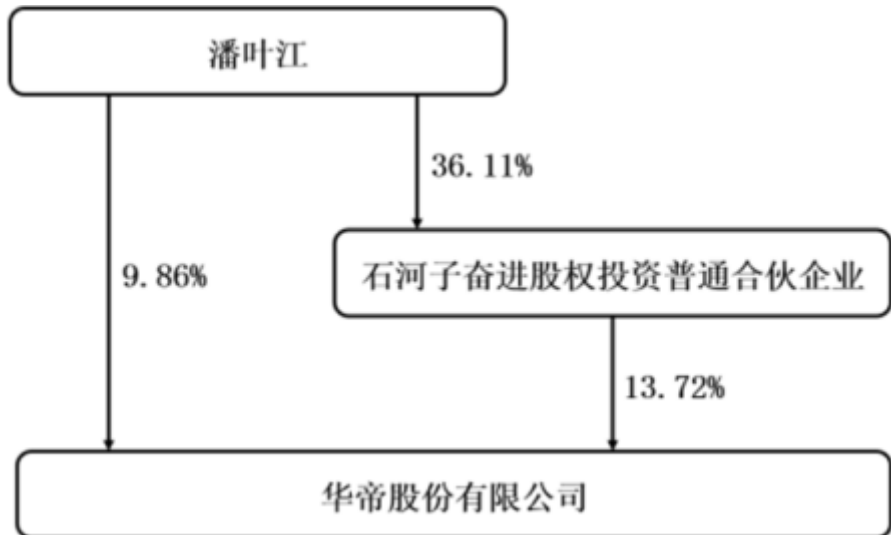 潘叶江
36.11%
9.86%
石河子奋进股权投资普通合伙企业
13.72%
华帝股份有限公司